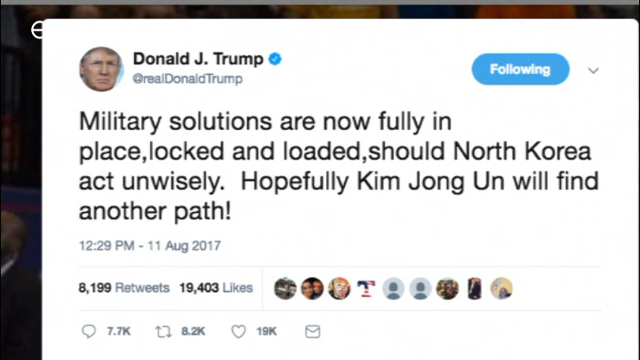 Donald J. Trump
@realDonaldTrump
Following
Military solutions are now fully in
place,locked and loaded,should North Korea
act unwisely.  Hopefully Kim Jong Un will find
another path!
12:29 PM - 11 Aug 2017
8,199 Retweets 19,403 Likes
7.7K 8.2K 19K